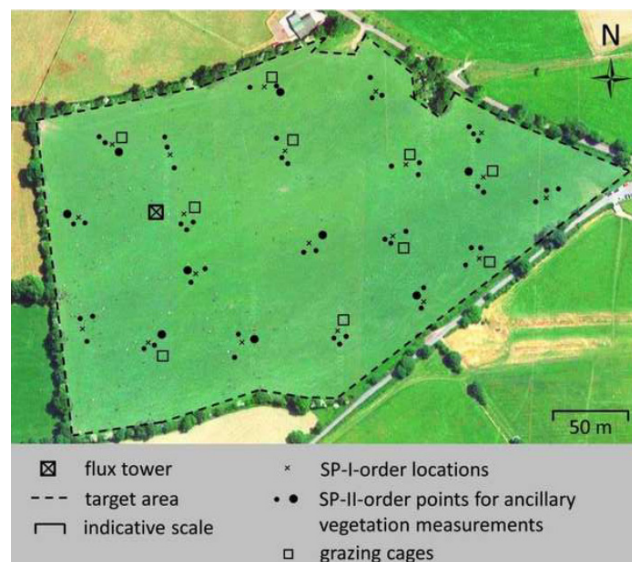 N
50 m
flux tower
target area
indicative scale
SP-I-order locations
SP-II-order points for ancillary
vegetation measurements
grazing cages